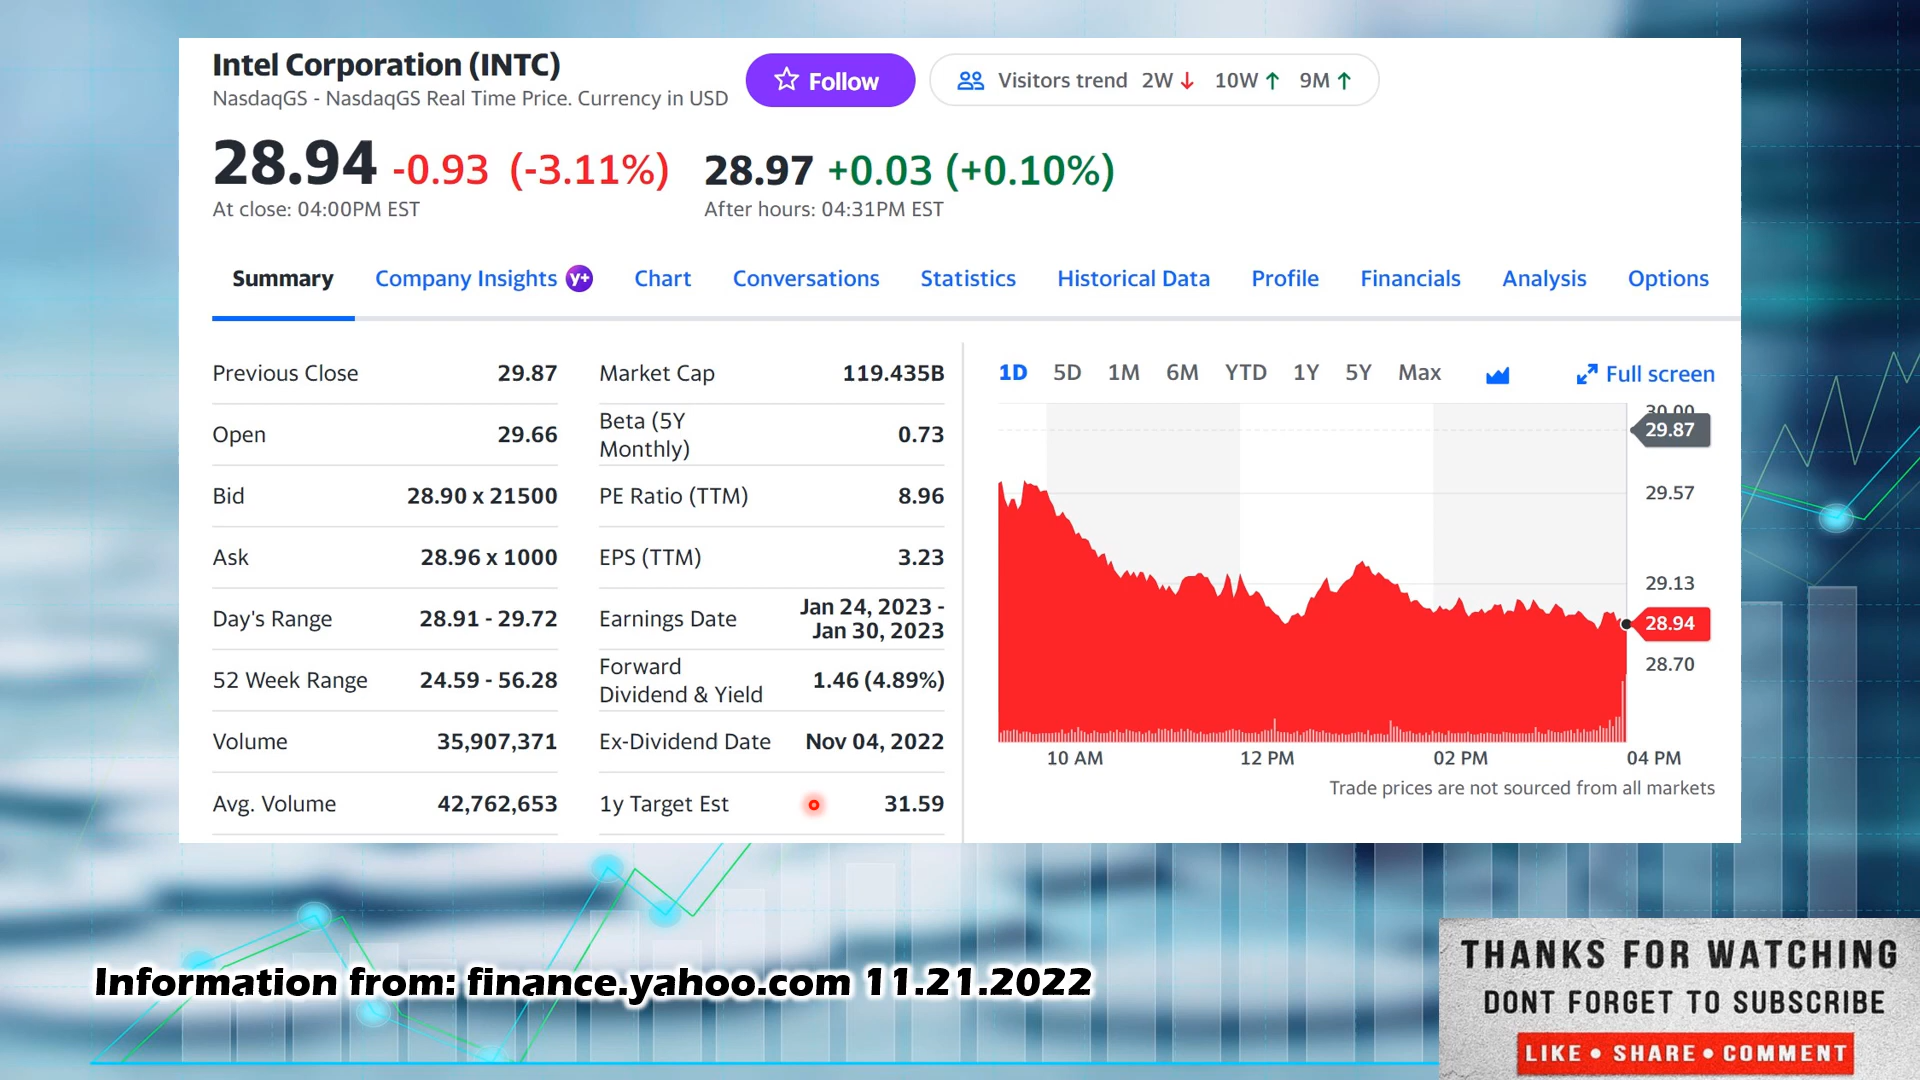 Intel Corporation (INTC)
NasdaqGS - NasdaqGS Real Time Price. Currency in USD
Follow
Visitors trend 2W 10W 9M
28.94 -0.93 (-3.11%)
At close: 04:00PM EST
28.97 +0.03 (+0.10%)
After hours: 04:31PM EST
Summary Company Insights y+ Chart Conversations Statistics Historical Data Profile Financials Analysis Options
Previous Close 29.87
Open 29.66
Bid 28.90 x 21500
Ask 28.96 x 1000
Day's Range 28.91 - 29.72
52 Week Range 24.59 - 56.28
Volume 35,907,371
Avg. Volume 42,762,653
Market Cap 119.435B
Beta (5Y
Monthly) 0.73
PE Ratio (TTM) 8.96
EPS (TTM) 3.23
Earnings Date Jan 24, 2023 -
Jan 30, 2023
Forward
Dividend & Yield 1.46 (4.89%)
Ex-Dividend Date Nov 04, 2022
1y Target Est 31.59
1D 5D 1M 6M YTD 1Y 5Y Max Full screen
30.00
29.87
29.57
29.13
28.94
28.70
10 AM 12 PM 02 PM 04 PM
Trade prices are not sourced from all markets
Information from: finance.yahoo.com 11.21.2022
THANKS FOR WATCHING
DONT FORGET TO SUBSCRIBE
LIKE • SHARE • COMMENT